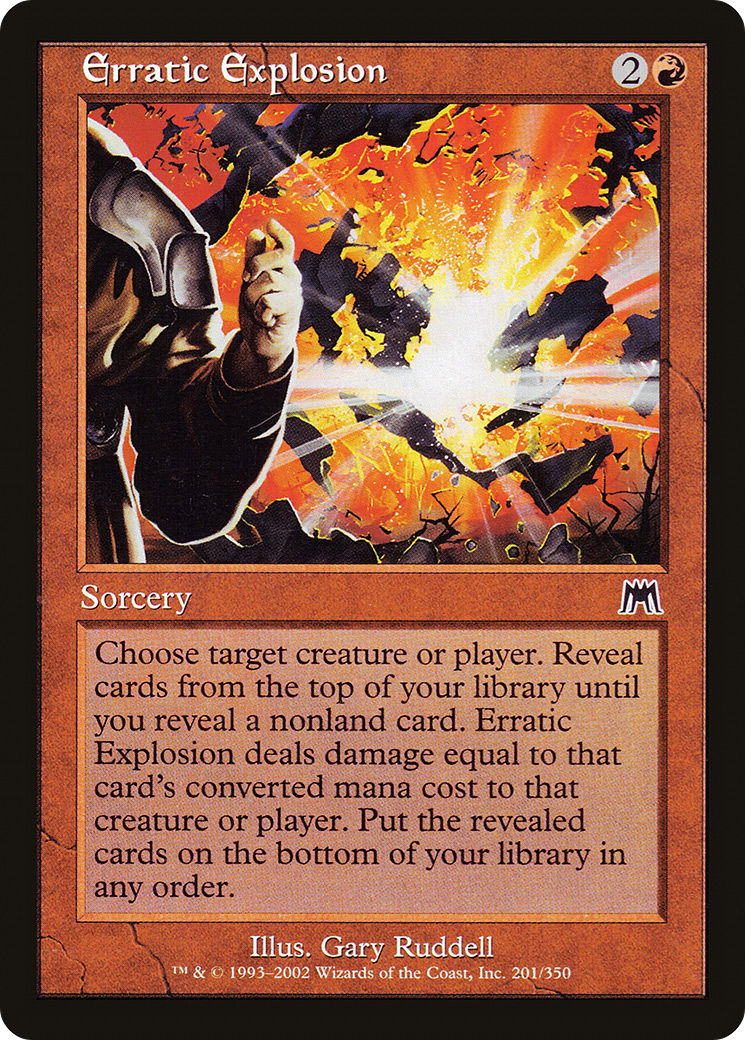 Erratic Explosion 2
Sorcery
Choose target creature or player. Reveal
cards from the top of your library until
you reveal a nonland card. Erratic
Explosion deals damage equal to that
card's converted mana cost to that
creature or player. Put the revealed
cards on the bottom of your library in
any order.
Illus. Gary Ruddell
™ & © 1993–2002 Wizards of the Coast, Inc. 201/350